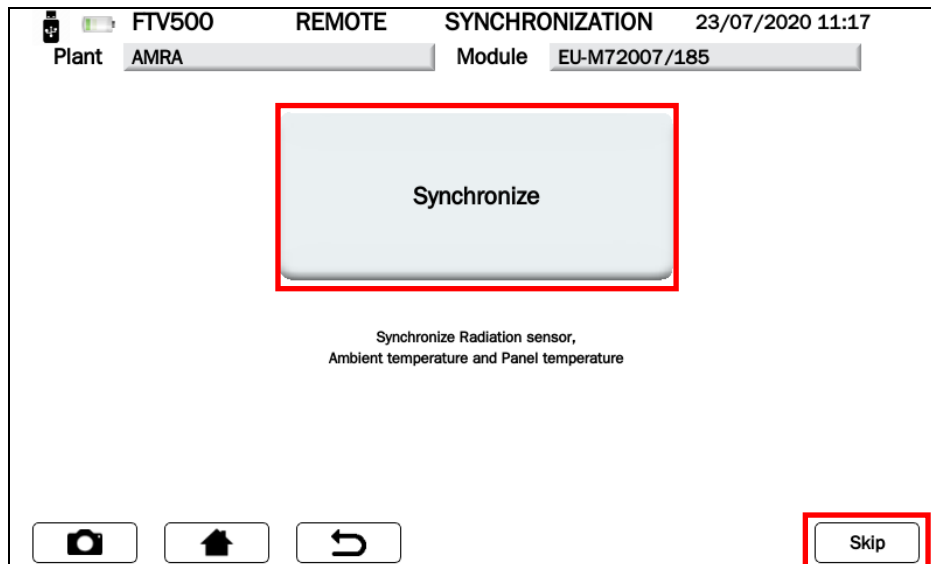 FTV500 REMOTE SYNCHRONIZATION 23/07/2020 11:17
Plant AMRA Module EU-M72007/185
Synchronize
Synchronize Radiation sensor,
Ambient temperature and Panel temperature
Skip